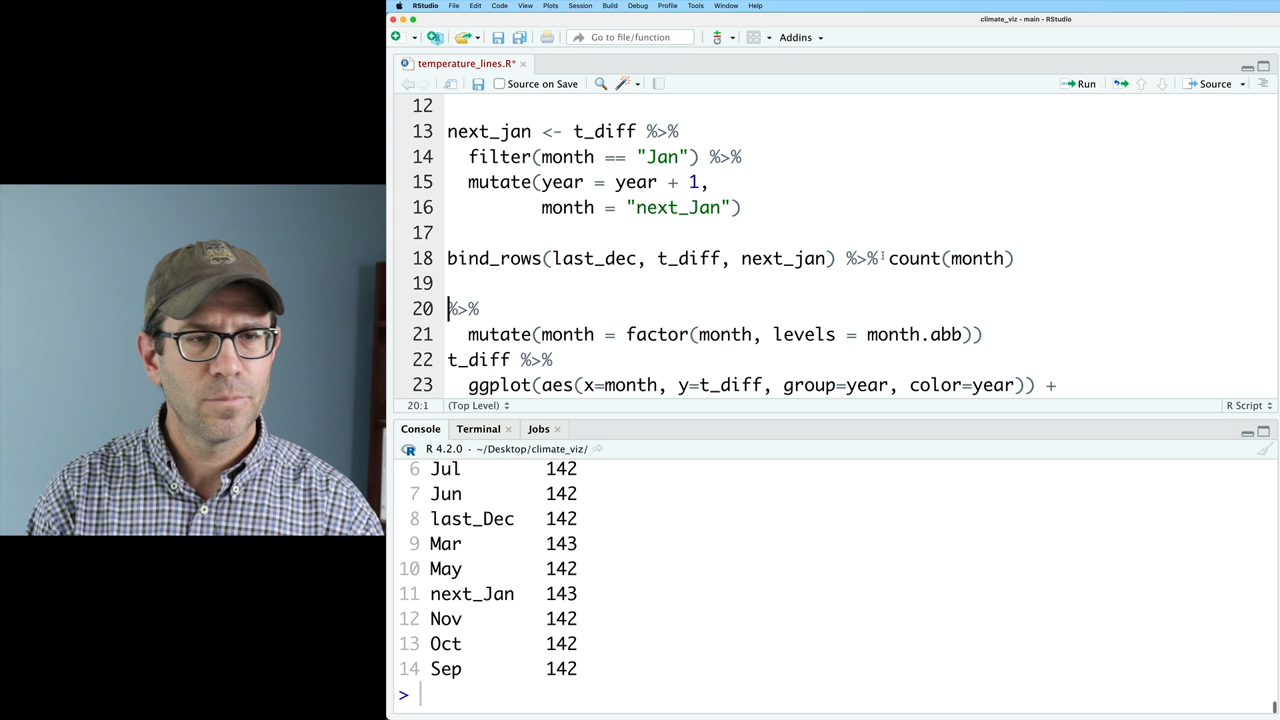 RStudio File Edit Code View Plots Session Build Debug Profile Tools Window Help
climate_viz - main - RStudio
Go to file/function Addins
temperature_lines.R*
Source on Save Run Source
12
13 next_jan <- t_diff %>%
14 filter(month == "Jan") %>%
15 mutate(year = year + 1,
16 month = "next_Jan")
17
18 bind_rows(last_dec, t_diff, next_jan) %>% count(month)
19
20 %>%
21 mutate(month = factor(month, levels = month.abb))
22 t_diff %>%
23 ggplot(aes(x=month, y=t_diff, group=year, color=year)) +
20:1 (Top Level) R Script
Console Terminal Jobs
R 4.2.0 · ~/Desktop/climate_viz/
6 Jul 142
7 Jun 142
8 last_Dec 142
9 Mar 143
10 May 142
11 next_Jan 143
12 Nov 142
13 Oct 142
14 Sep 142
>